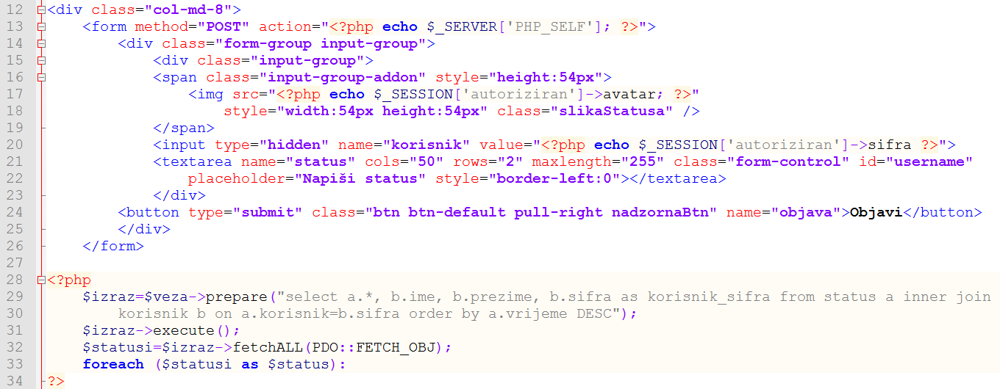 12 <div class="col-md-8">
13 <form method="POST" action="<?php echo $_SERVER['PHP_SELF']; ?>">
14 <div class="form-group input-group">
15 <div class="input-group">
16 <span class="input-group-addon" style="height:54px">
17 <img src="<?php echo $_SESSION['autoriziran']->avatar; ?>"
18 style="width:54px height:54px" class="slikaStatusa" />
19 </span>
20 <input type="hidden" name="korisnik" value="<?php echo $_SESSION['autoriziran']->sifra ?>">
21 <textarea name="status" cols="50" rows="2" maxlength="255" class="form-control" id="username"
22 placeholder="Napiši status" style="border-left:0"></textarea>
23 </div>
24 <button type="submit" class="btn btn-default pull-right nadzornaBtn" name="objava">Objavi</button>
25 </div>
26 </form>
27
28 <?php
29 $izraz=$veza->prepare("select a.*, b.ime, b.prezime, b.sifra as korisnik_sifra from status a inner join
30 korisnik b on a.korisnik=b.sifra order by a.vrijeme DESC");
31 $izraz->execute();
32 $statusi=$izraz->fetchALL(PDO::FETCH_OBJ);
33 foreach ($statusi as $status):
34 ?>